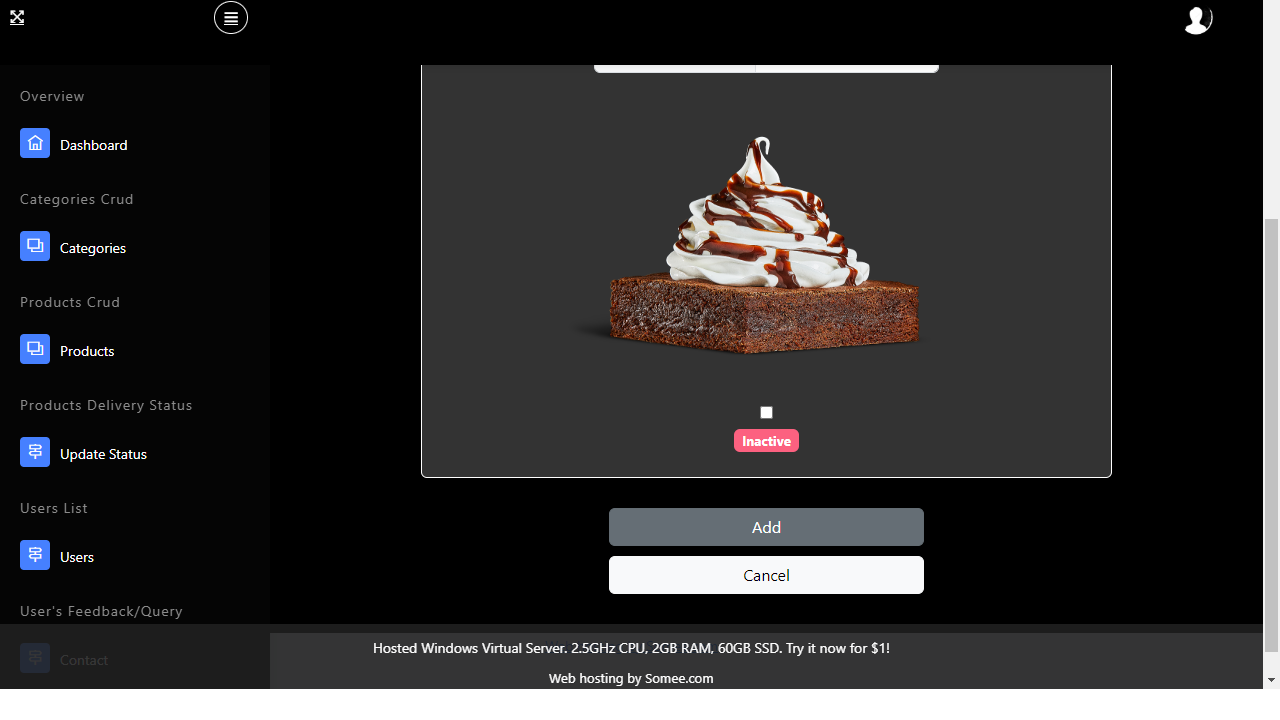 Overview
Dashboard
Categories Crud
Categories
Products Crud
Products
Products Delivery Status
Update Status
Users List
Users
User's Feedback/Query
Contact
Inactive
Add
Cancel
Hosted Windows Virtual Server. 2.5GHz CPU, 2GB RAM, 60GB SSD. Try it now for $1!
Web hosting by Somee.com